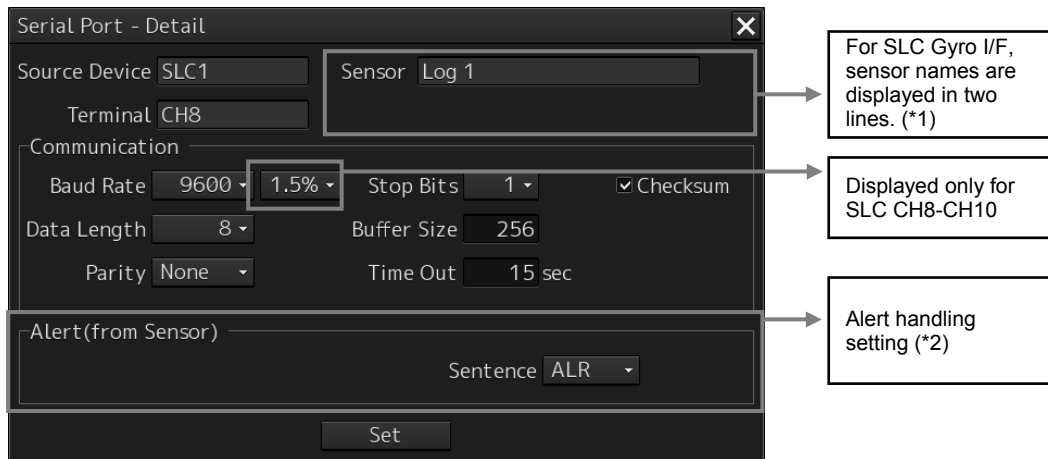 Serial Port - Detail
Source Device SLC1
Sensor Log 1
Terminal CH8
Communication
Baud Rate 9600 1.5% Stop Bits 1 Checksum
Data Length 8 Buffer Size 256
Parity None Time Out 15 sec
Alert(from Sensor)
Sentence ALR
Set
For SLC Gyro I/F,
sensor names are
displayed in two
lines. (*1)
Displayed only for
SLC CH8-CH10
Alert handling
setting (*2)